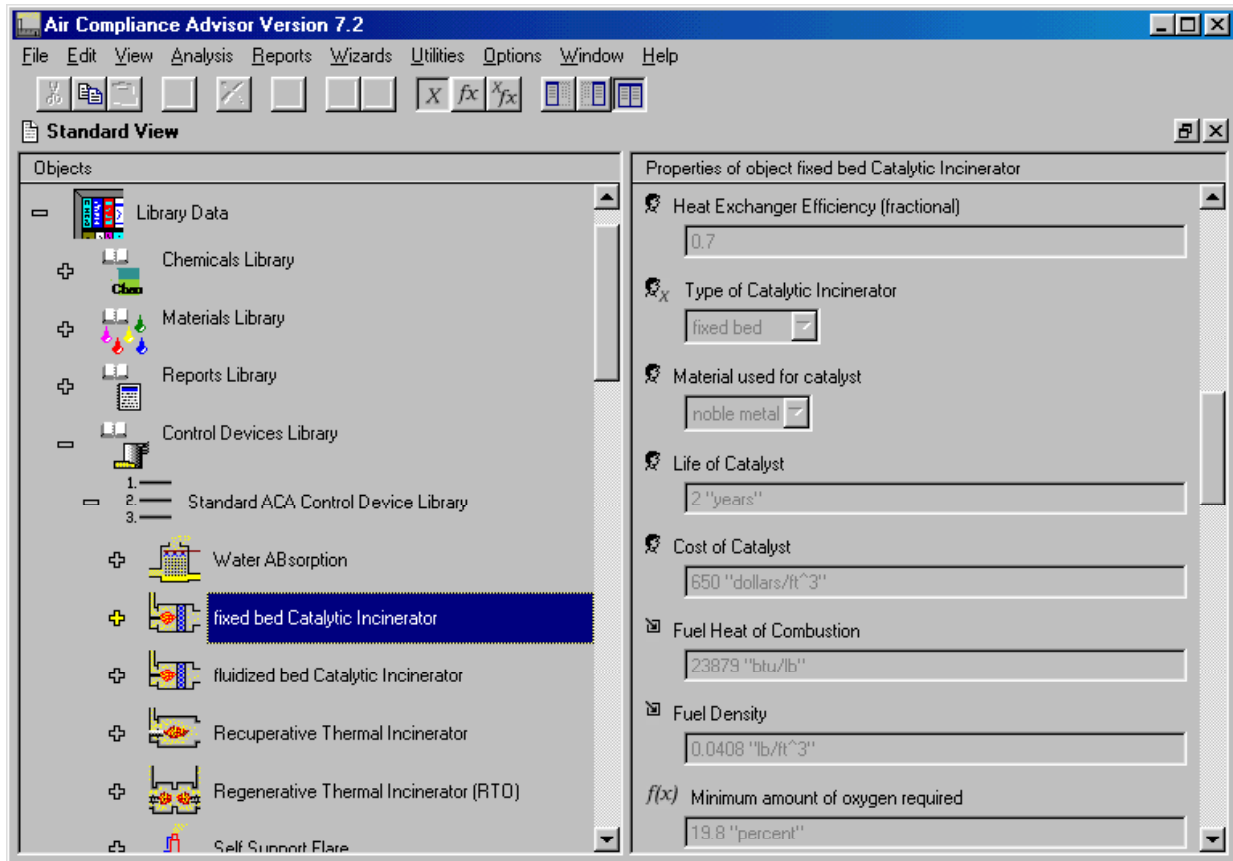 Air Compliance Advisor Version 7.2
File Edit View Analysis Reports Wizards Utilities Options Window Help
X fx Xfx
Standard View
Objects
Library Data
Chemicals Library
Chem
Materials Library
Reports Library
Control Devices Library
1.
2.
3.
Standard ACA Control Device Library
Water ABsorption
fixed bed Catalytic Incinerator
fluidized bed Catalytic Incinerator
Recuperative Thermal Incinerator
Regenerative Thermal Incinerator (RTO)
Self Support Flare
Properties of object fixed bed Catalytic Incinerator
Heat Exchanger Efficiency (fractional)
0.7
X Type of Catalytic Incinerator
fixed bed
Material used for catalyst
noble metal
Life of Catalyst
2 "years"
Cost of Catalyst
650 "dollars/ft^3"
Fuel Heat of Combustion
23879 "btu/lb"
Fuel Density
0.0408 "lb/ft^3"
f(x) Minimum amount of oxygen required
19.8 "percent"